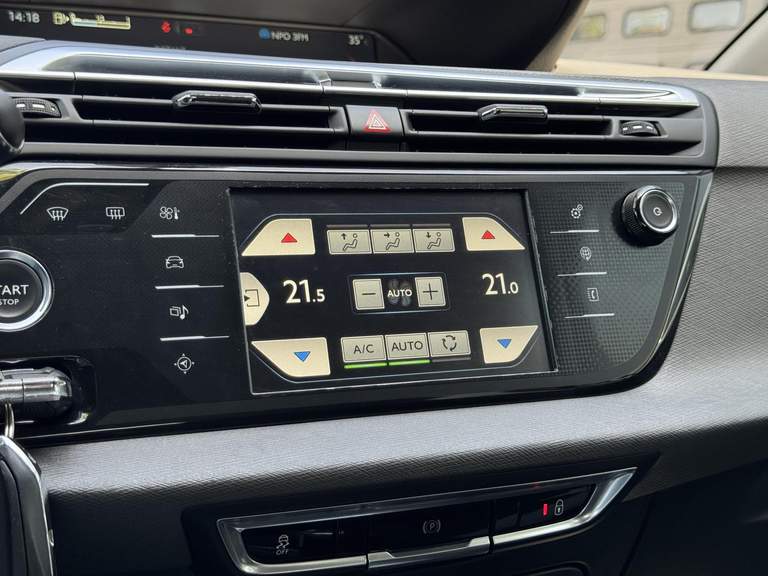 14:18
NPO 3FM
35°
21.5
AUTO
21.0
A/C
AUTO
START
STOP
OFF
P